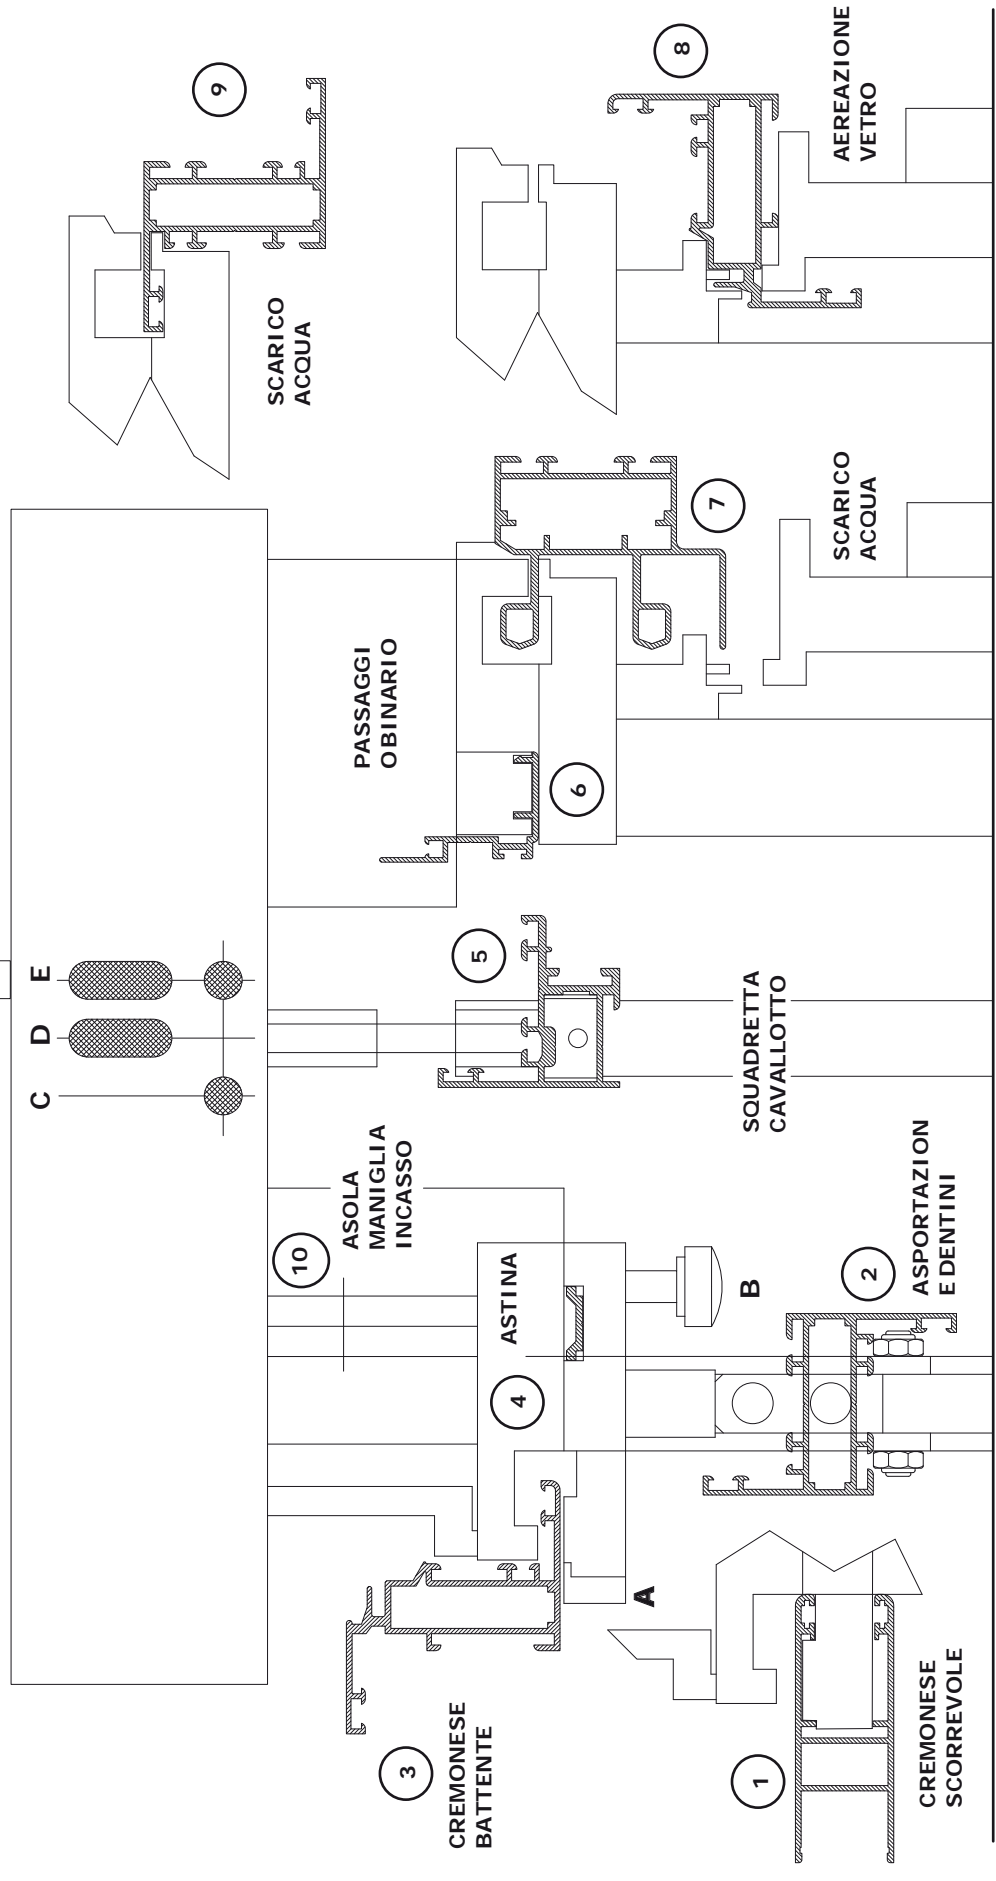 C D E
9
SCARICO
ACQUA
10
ASOLA
MANIGLIA
INCASSO
PASSAGGI
OBINARIO
3
CREMONESE
BATTENTE
5
ASTINA
4
6
A
8
7
B
SQUADRETTA
CAVALLOTTO
1
SCARICO
ACQUA
AEREAZIONE
VETRO
2
ASPORTAZION
E DENTINI
CREMONESE
SCORREVOLE